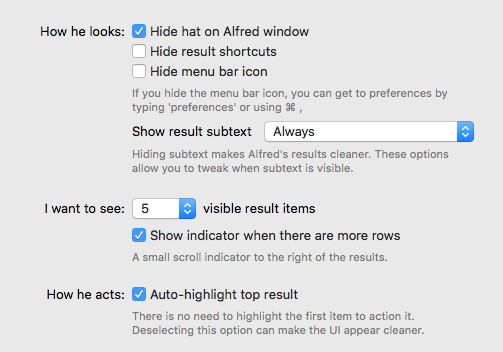 How he looks: Hide hat on Alfred window
Hide result shortcuts
Hide menu bar icon
If you hide the menu bar icon, you can get to preferences by
typing 'preferences' or using ⌘ ,
Show result subtext Always
Hiding subtext makes Alfred's results cleaner. These options
allow you to tweak when subtext is visible.
I want to see: 5 visible result items
Show indicator when there are more rows
A small scroll indicator to the right of the results.
How he acts: Auto-highlight top result
There is no need to highlight the first item to action it.
Deselecting this option can make the UI appear cleaner.